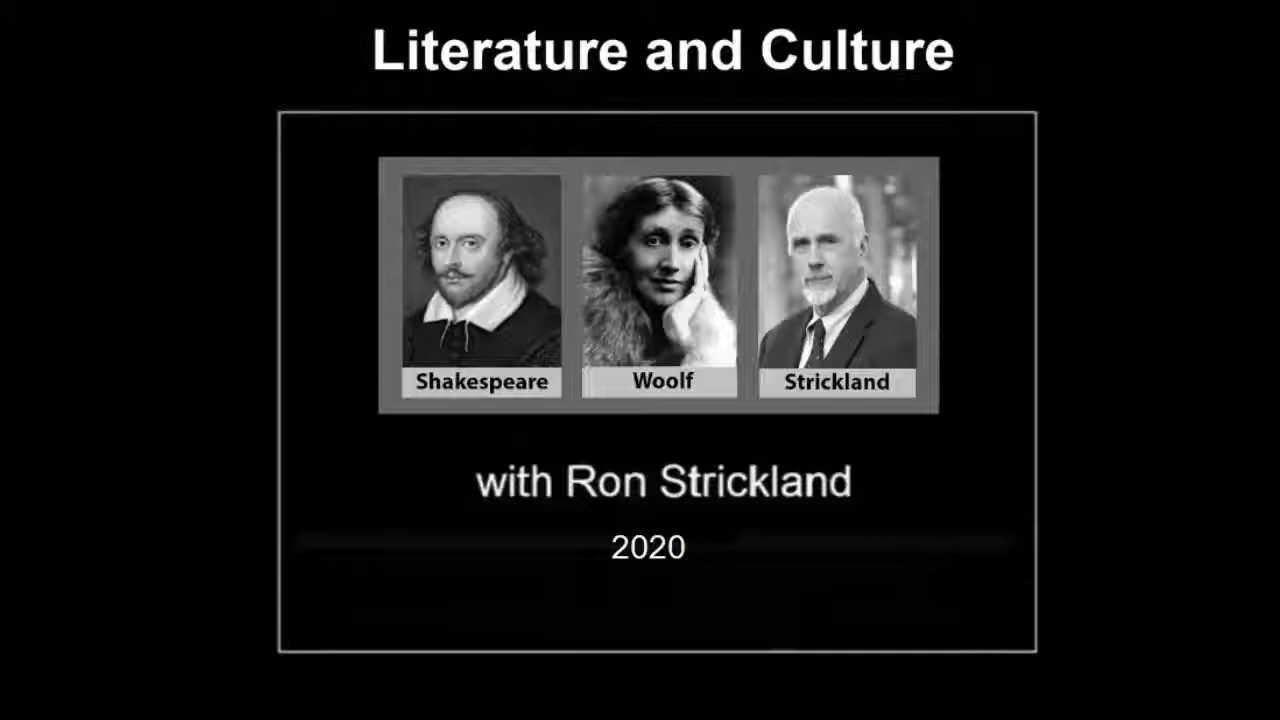 Literature and Culture
Shakespeare
Woolf
Strickland
with Ron Strickland
2020